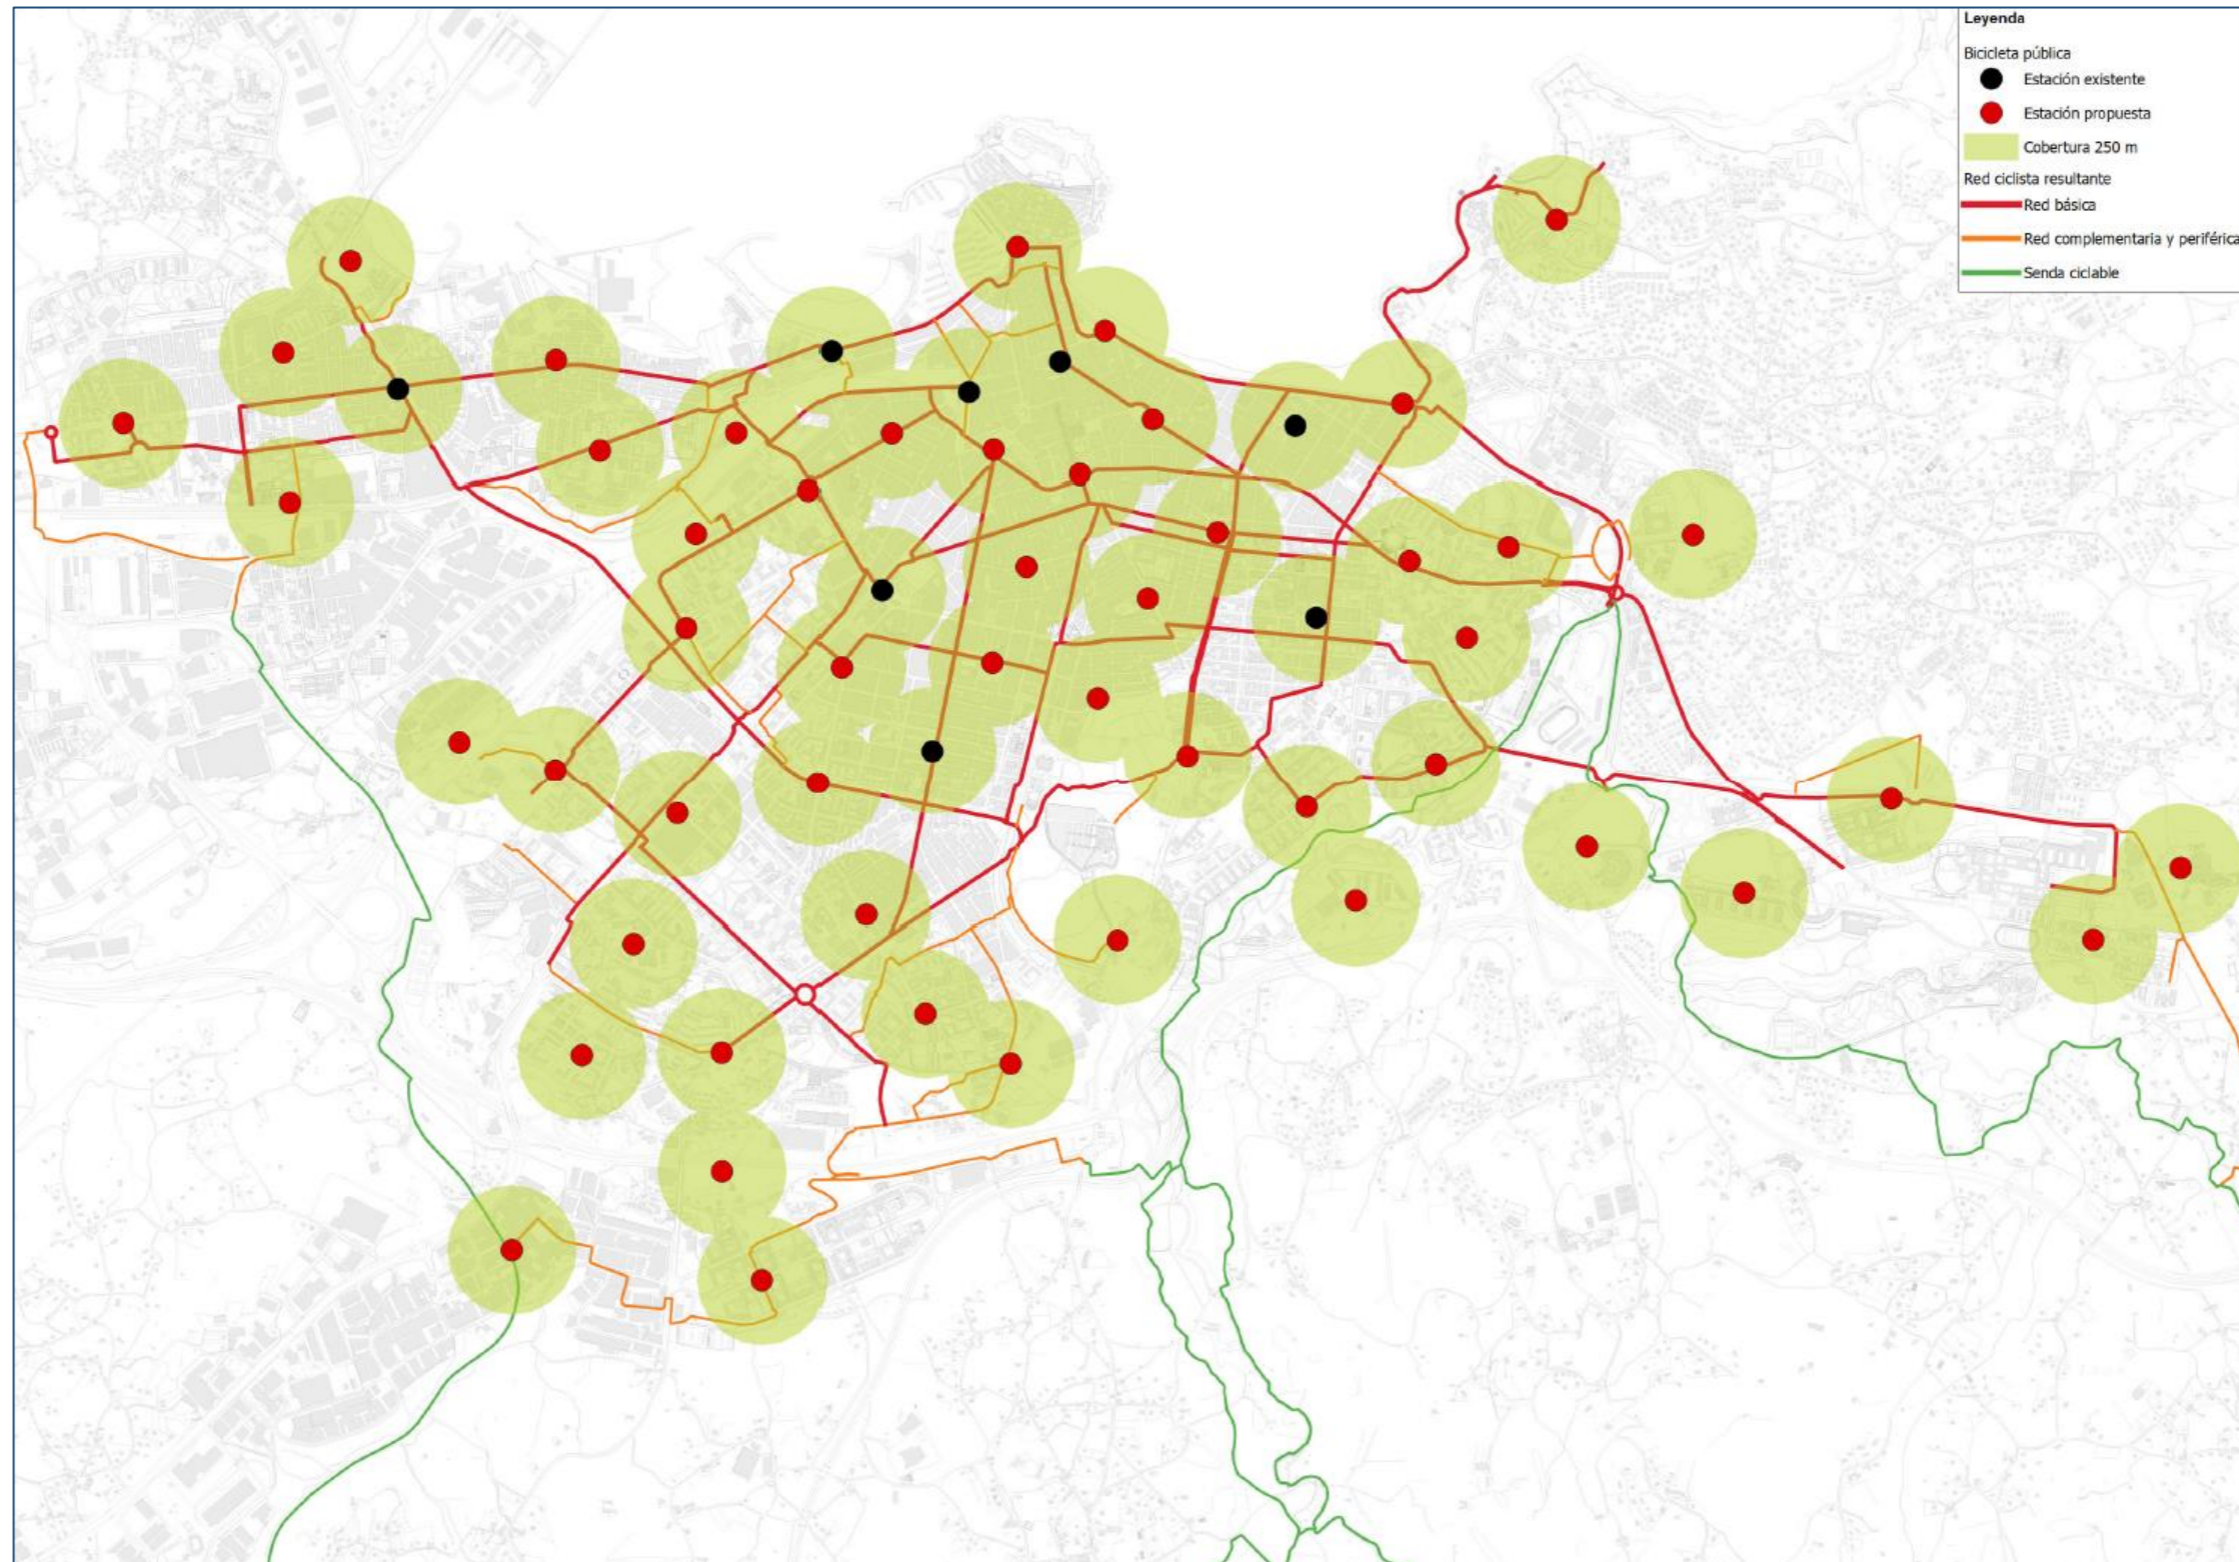 Leyenda
Bicicleta pública
Estación existente
Estación propuesta
Cobertura 250 m
Red ciclista resultante
Red básica
Red complementaria y periférica
Senda ciclable